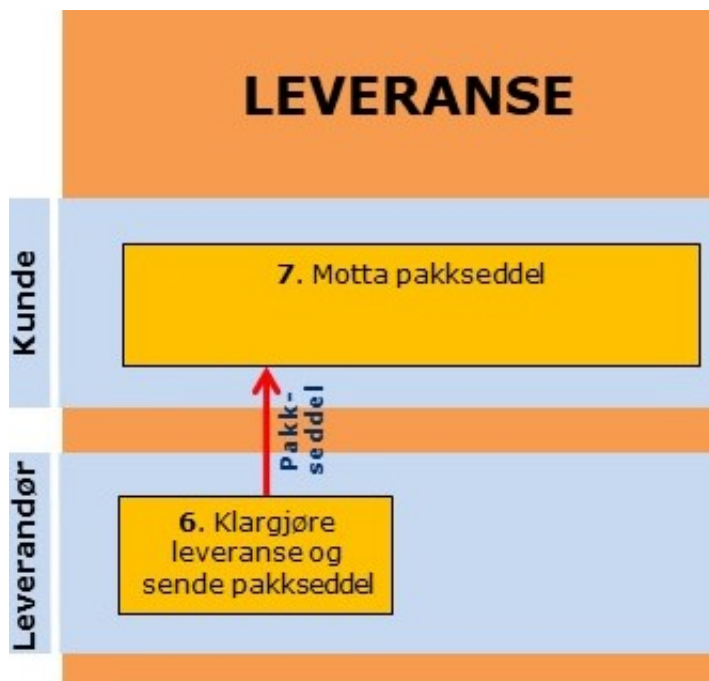 LEVERANSE
Kunde
7. Motta pakkseddel
Pakk-
seddel
Leverandør
6. Klargjøre
leveranse og
sende pakkseddel